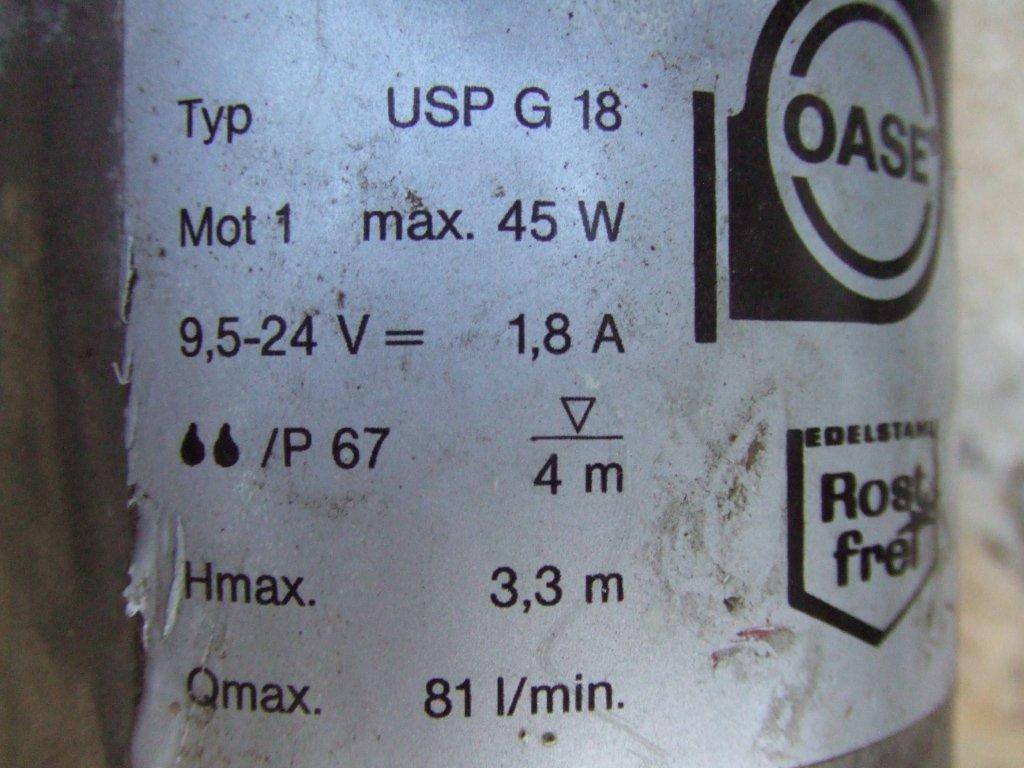 Typ USP G 18
Mot 1 max. 45 W
9,5-24 V = 1,8 A
/P 67 4 m
Hmax. 3,3 m
Qmax. 81 l/min.
OASE
EDELSTAHL
Rost
frei